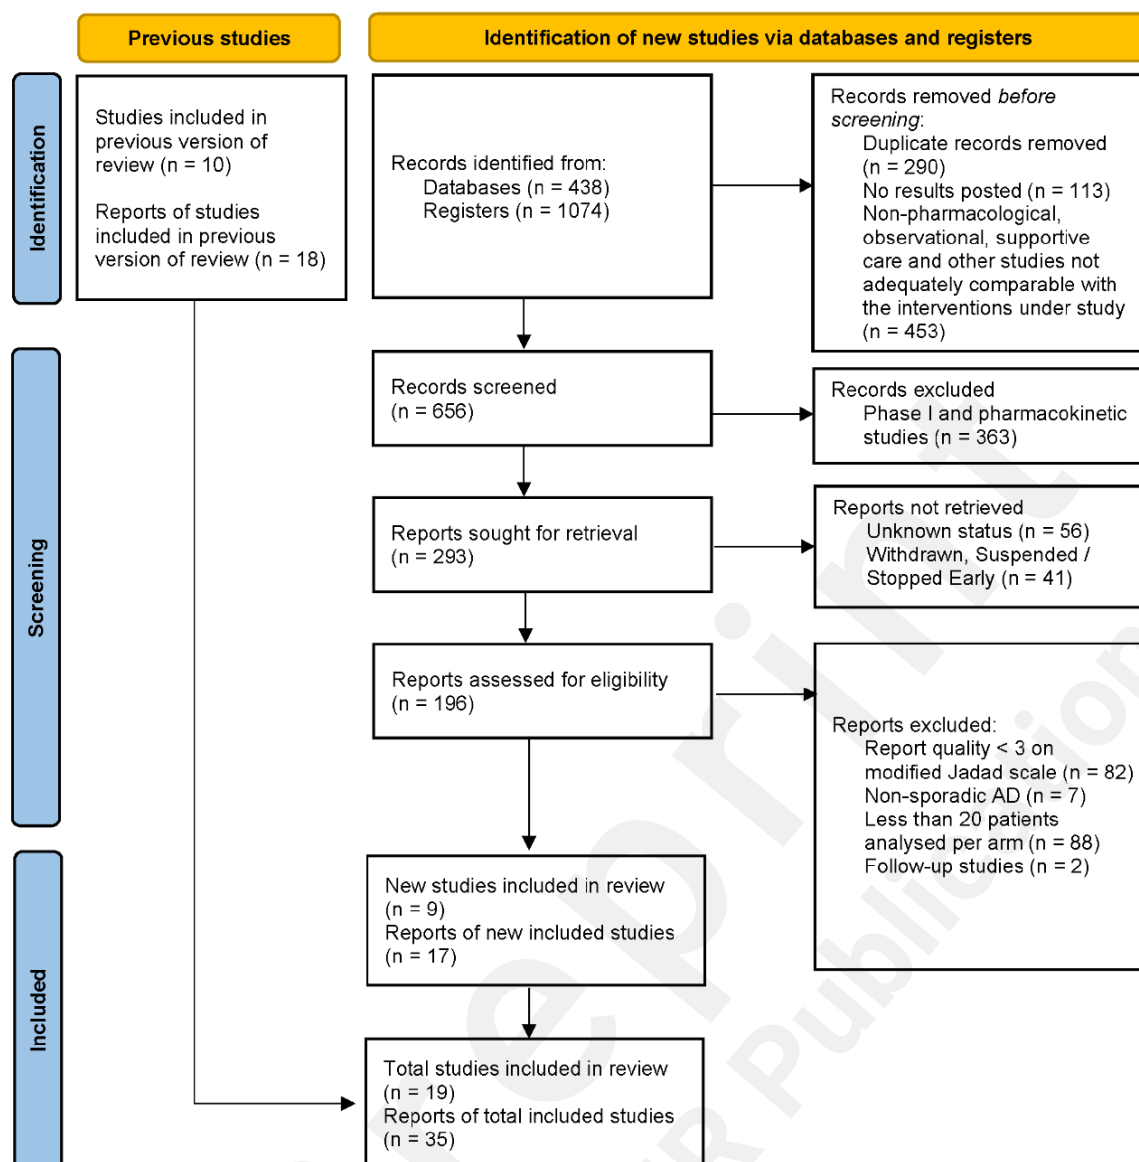 Previous studies
Identification of new studies via databases and registers
Identification
Studies included in
previous version of
review (n = 10)
Reports of studies
included in previous
version of review (n = 18)
Records identified from:
Databases (n = 438)
Registers (n = 1074)
Records removed before
screening:
Duplicate records removed
(n = 290)
No results posted (n = 113)
Non-pharmacological,
observational, supportive
care and other studies not
adequately comparable with
the interventions under study
(n = 453)
Screening
Records screened
(n = 656)
Records excluded
Phase I and pharmacokinetic
studies (n = 363)
Reports sought for retrieval
(n = 293)
Reports not retrieved
Unknown status (n = 56)
Withdrawn, Suspended /
Stopped Early (n = 41)
Reports assessed for eligibility
(n = 196)
Reports excluded:
Report quality < 3 on
modified Jadad scale (n = 82)
Non-sporadic AD (n = 7)
Less than 20 patients
analysed per arm (n = 88)
Follow-up studies (n = 2)
Included
New studies included in review
(n = 9)
Reports of new included studies
(n = 17)
Total studies included in review
(n = 19)
Reports of total included studies
(n = 35)
eprint
R Publication